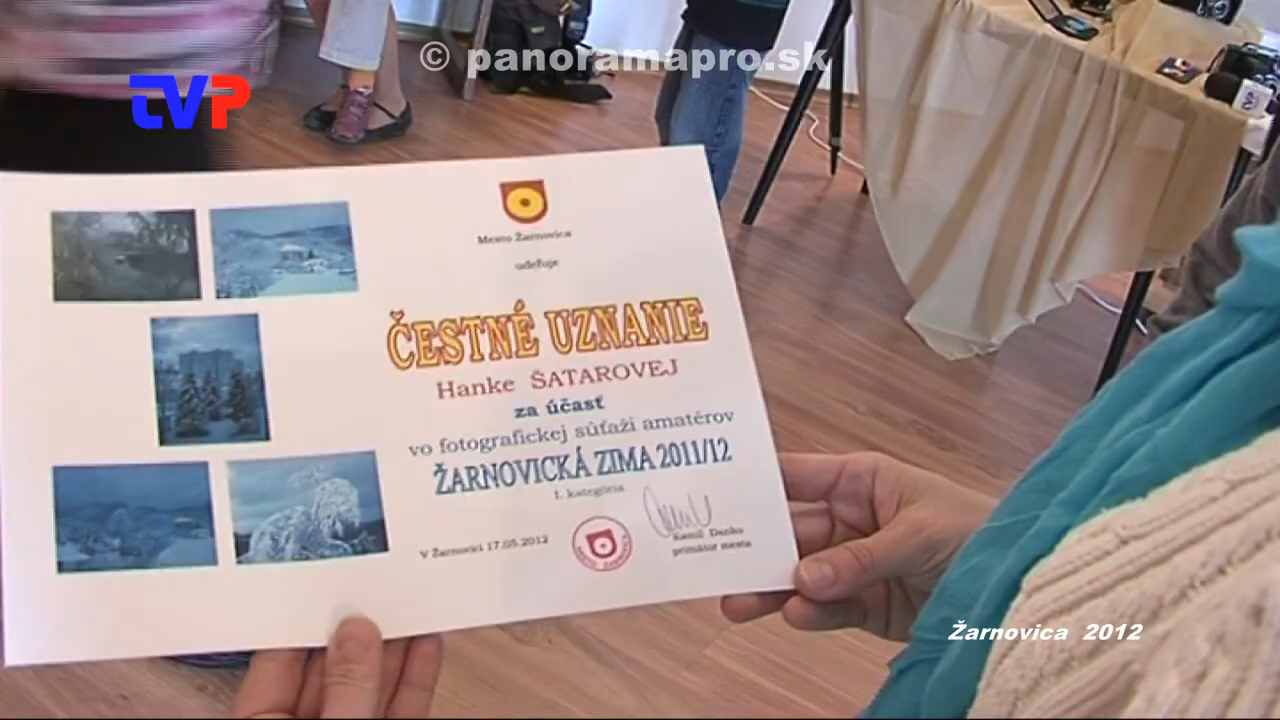 © panoramapro.sk
TVP
Mesto Žarnovica
udeľuje
ČESTNÉ UZNANIE
Hanke ŠATAROVEJ
za účasť
vo fotografickej súťaži amatérov
ŽARNOVICKÁ ZIMA 2011/12
1. kategória
V Žarnovici 17.05.2012
Kamil Danko
primátor mesta
Žarnovica 2012